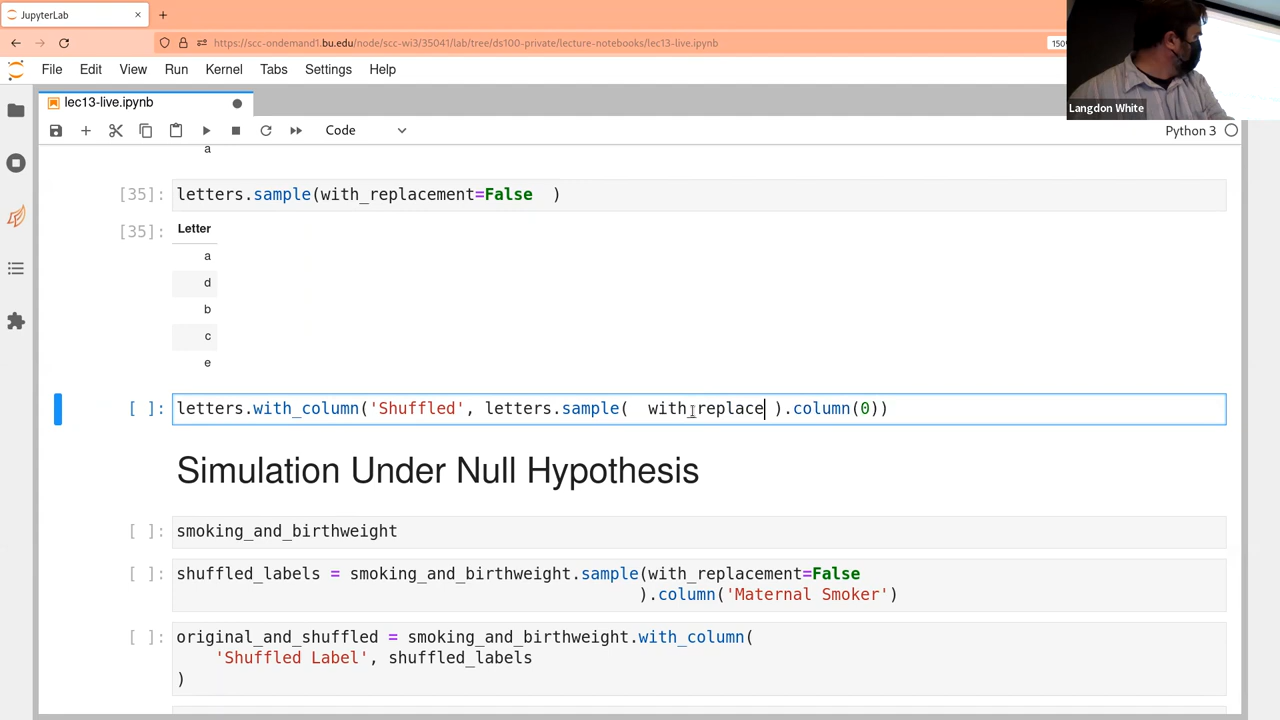 JupyterLab
https://scc-ondemand1.bu.edu/node/scc-wi3/35041/lab/tree/ds100-private/lecture-notebooks/lec13-live.ipynb
File Edit View Run Kernel Tabs Settings Help
Langdon White
lec13-live.ipynb
Code
Python 3
a
[35]: letters.sample(with_replacement=False  )
[35]: Letter
a
d
b
c
e
[ ]: letters.with_column('Shuffled', letters.sample(  with_replace ).column(0))
Simulation Under Null Hypothesis
[ ]: smoking_and_birthweight
[ ]: shuffled_labels = smoking_and_birthweight.sample(with_replacement=False
).column('Maternal Smoker')
[ ]: original_and_shuffled = smoking_and_birthweight.with_column(
'Shuffled Label', shuffled_labels
)